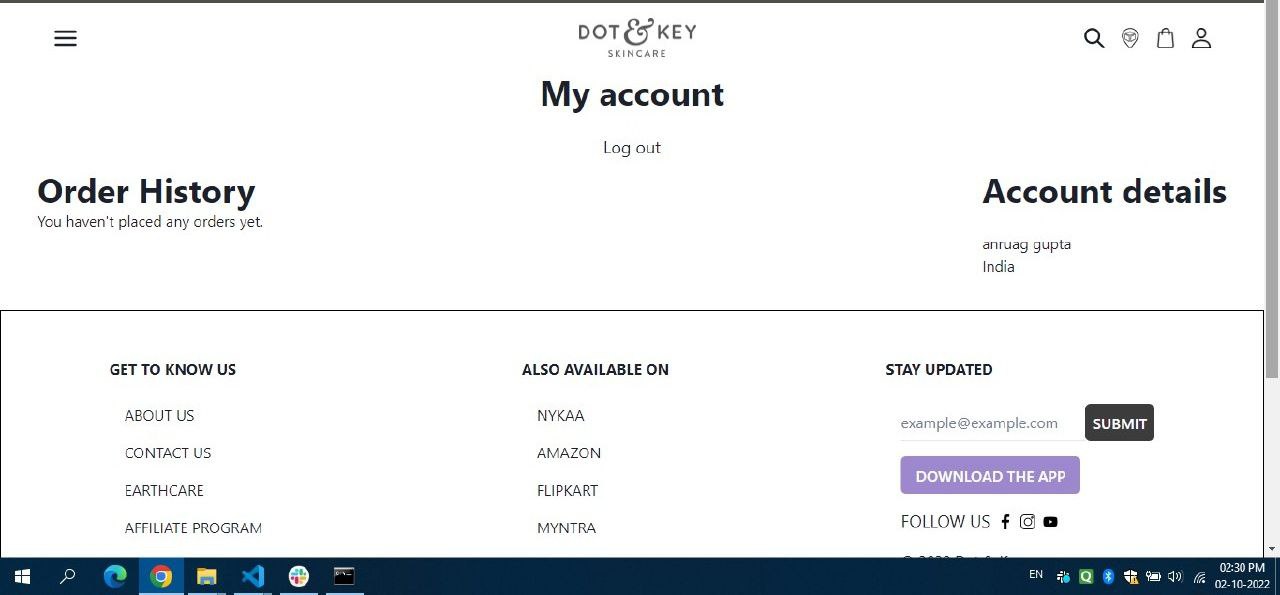 DOT & KEY
SKINCARE
My account
Log out
Order History
You haven't placed any orders yet.
Account details
anruag gupta
India
GET TO KNOW US
ABOUT US
CONTACT US
EARTHCARE
AFFILIATE PROGRAM
ALSO AVAILABLE ON
NYKAA
AMAZON
FLIPKART
MYNTRA
STAY UPDATED
example@example.com
SUBMIT
DOWNLOAD THE APP
FOLLOW US
EN
02:30 PM
02-10-2022